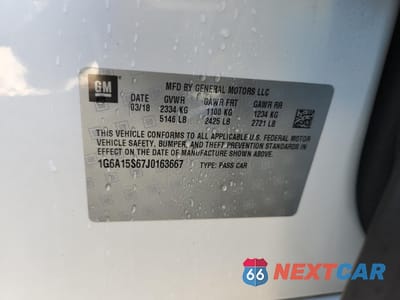 GM
MFD BY GENERAL MOTORS LLC
DATE GVWR GAWR FRT GAWR RR
03/18 2334 KG 1100 KG 1234 KG
5146 LB 2425 LB 2721 LB
THIS VEHICLE CONFORMS TO ALL APPLICABLE U.S. FEDERAL MOTOR
VEHICLE SAFETY, BUMPER, AND THEFT PREVENTION STANDARDS IN
EFFECT ON THE DATE OF MANUFACTURE SHOWN ABOVE.
1G6A15S67J0163667 TYPE: PASS CAR
66 NEXTCAR